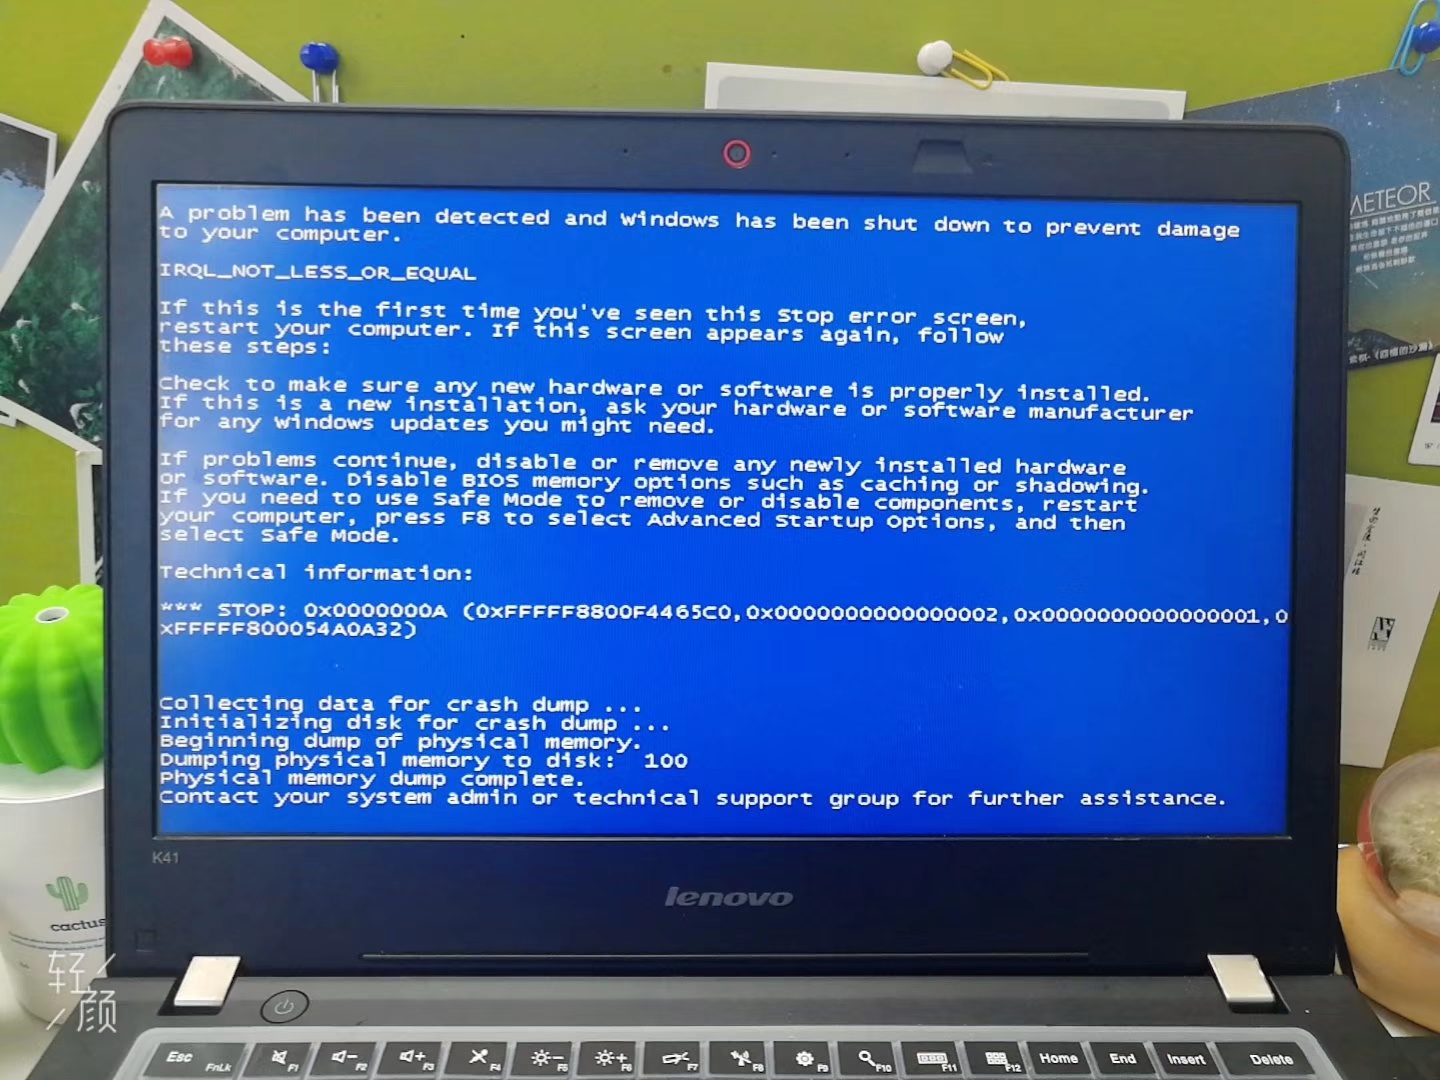 A problem has been detected and Windows has been shut down to prevent damage
to your computer.
IRQL_NOT_LESS_OR_EQUAL
If this is the first time you've seen this Stop error screen,
restart your computer. If this screen appears again, follow
these steps:
Check to make sure any new hardware or software is properly installed.
If this is a new installation, ask your hardware or software manufacturer
for any Windows updates you might need.
If problems continue, disable or remove any newly installed hardware
or software. Disable BIOS memory options such as caching or shadowing.
If you need to use Safe Mode to remove or disable components, restart
your computer, press F8 to select Advanced Startup Options, and then
select Safe Mode.
Technical information:
*** STOP: 0x0000000A (0xFFFFF8800F4465C0,0x0000000000000002,0x0000000000000001,0
xFFFFF800054A0A32)
Collecting data for crash dump ...
Initializing disk for crash dump ...
Beginning dump of physical memory.
Dumping physical memory to disk:  100
Physical memory dump complete.
Contact your system admin or technical support group for further assistance.
K41
lenovo
METEOR
cactus
轻颜
Esc FnLk F1 F2 F3 F4 F5 F6 F7 F8 F9 F10 F11 F12 Home End Insert Delete